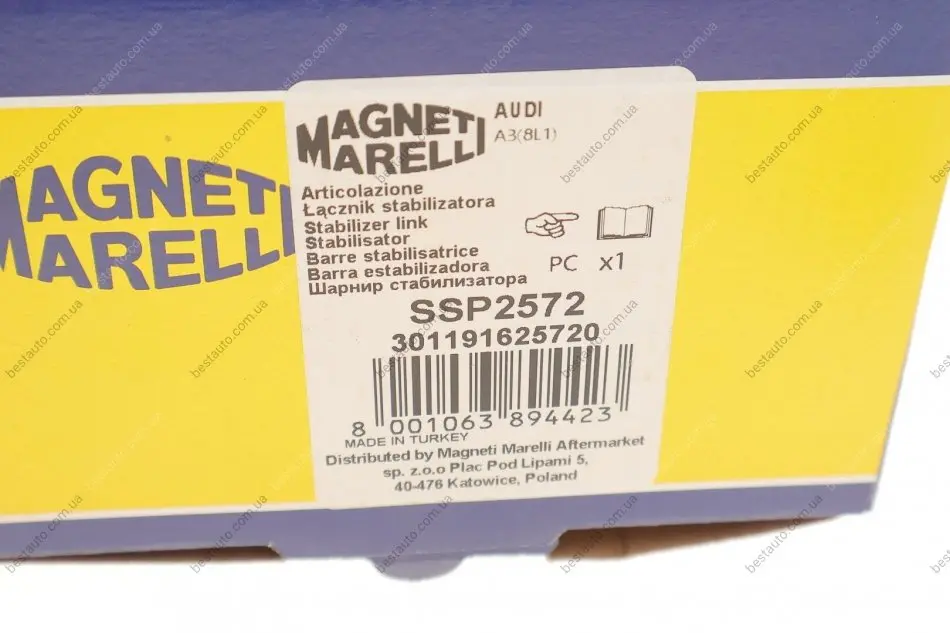 MAGNETI
MARELLI
MAGNETI
MARELLI
AUDI
A3(8L1)
Articolazione
Łącznik stabilizatora
Stabilizer link
Stabilisator
Barre stabilisatrice
Barra estabilizadora
Шарнир стабилизатора
PC x1
SSP2572
301191625720
8 001063 894423
MADE IN TURKEY
Distributed by Magneti Marelli Aftermarket
sp. z.o.o Plac Pod Lipami 5,
40-476 Katowice, Poland
bestauto.com.ua